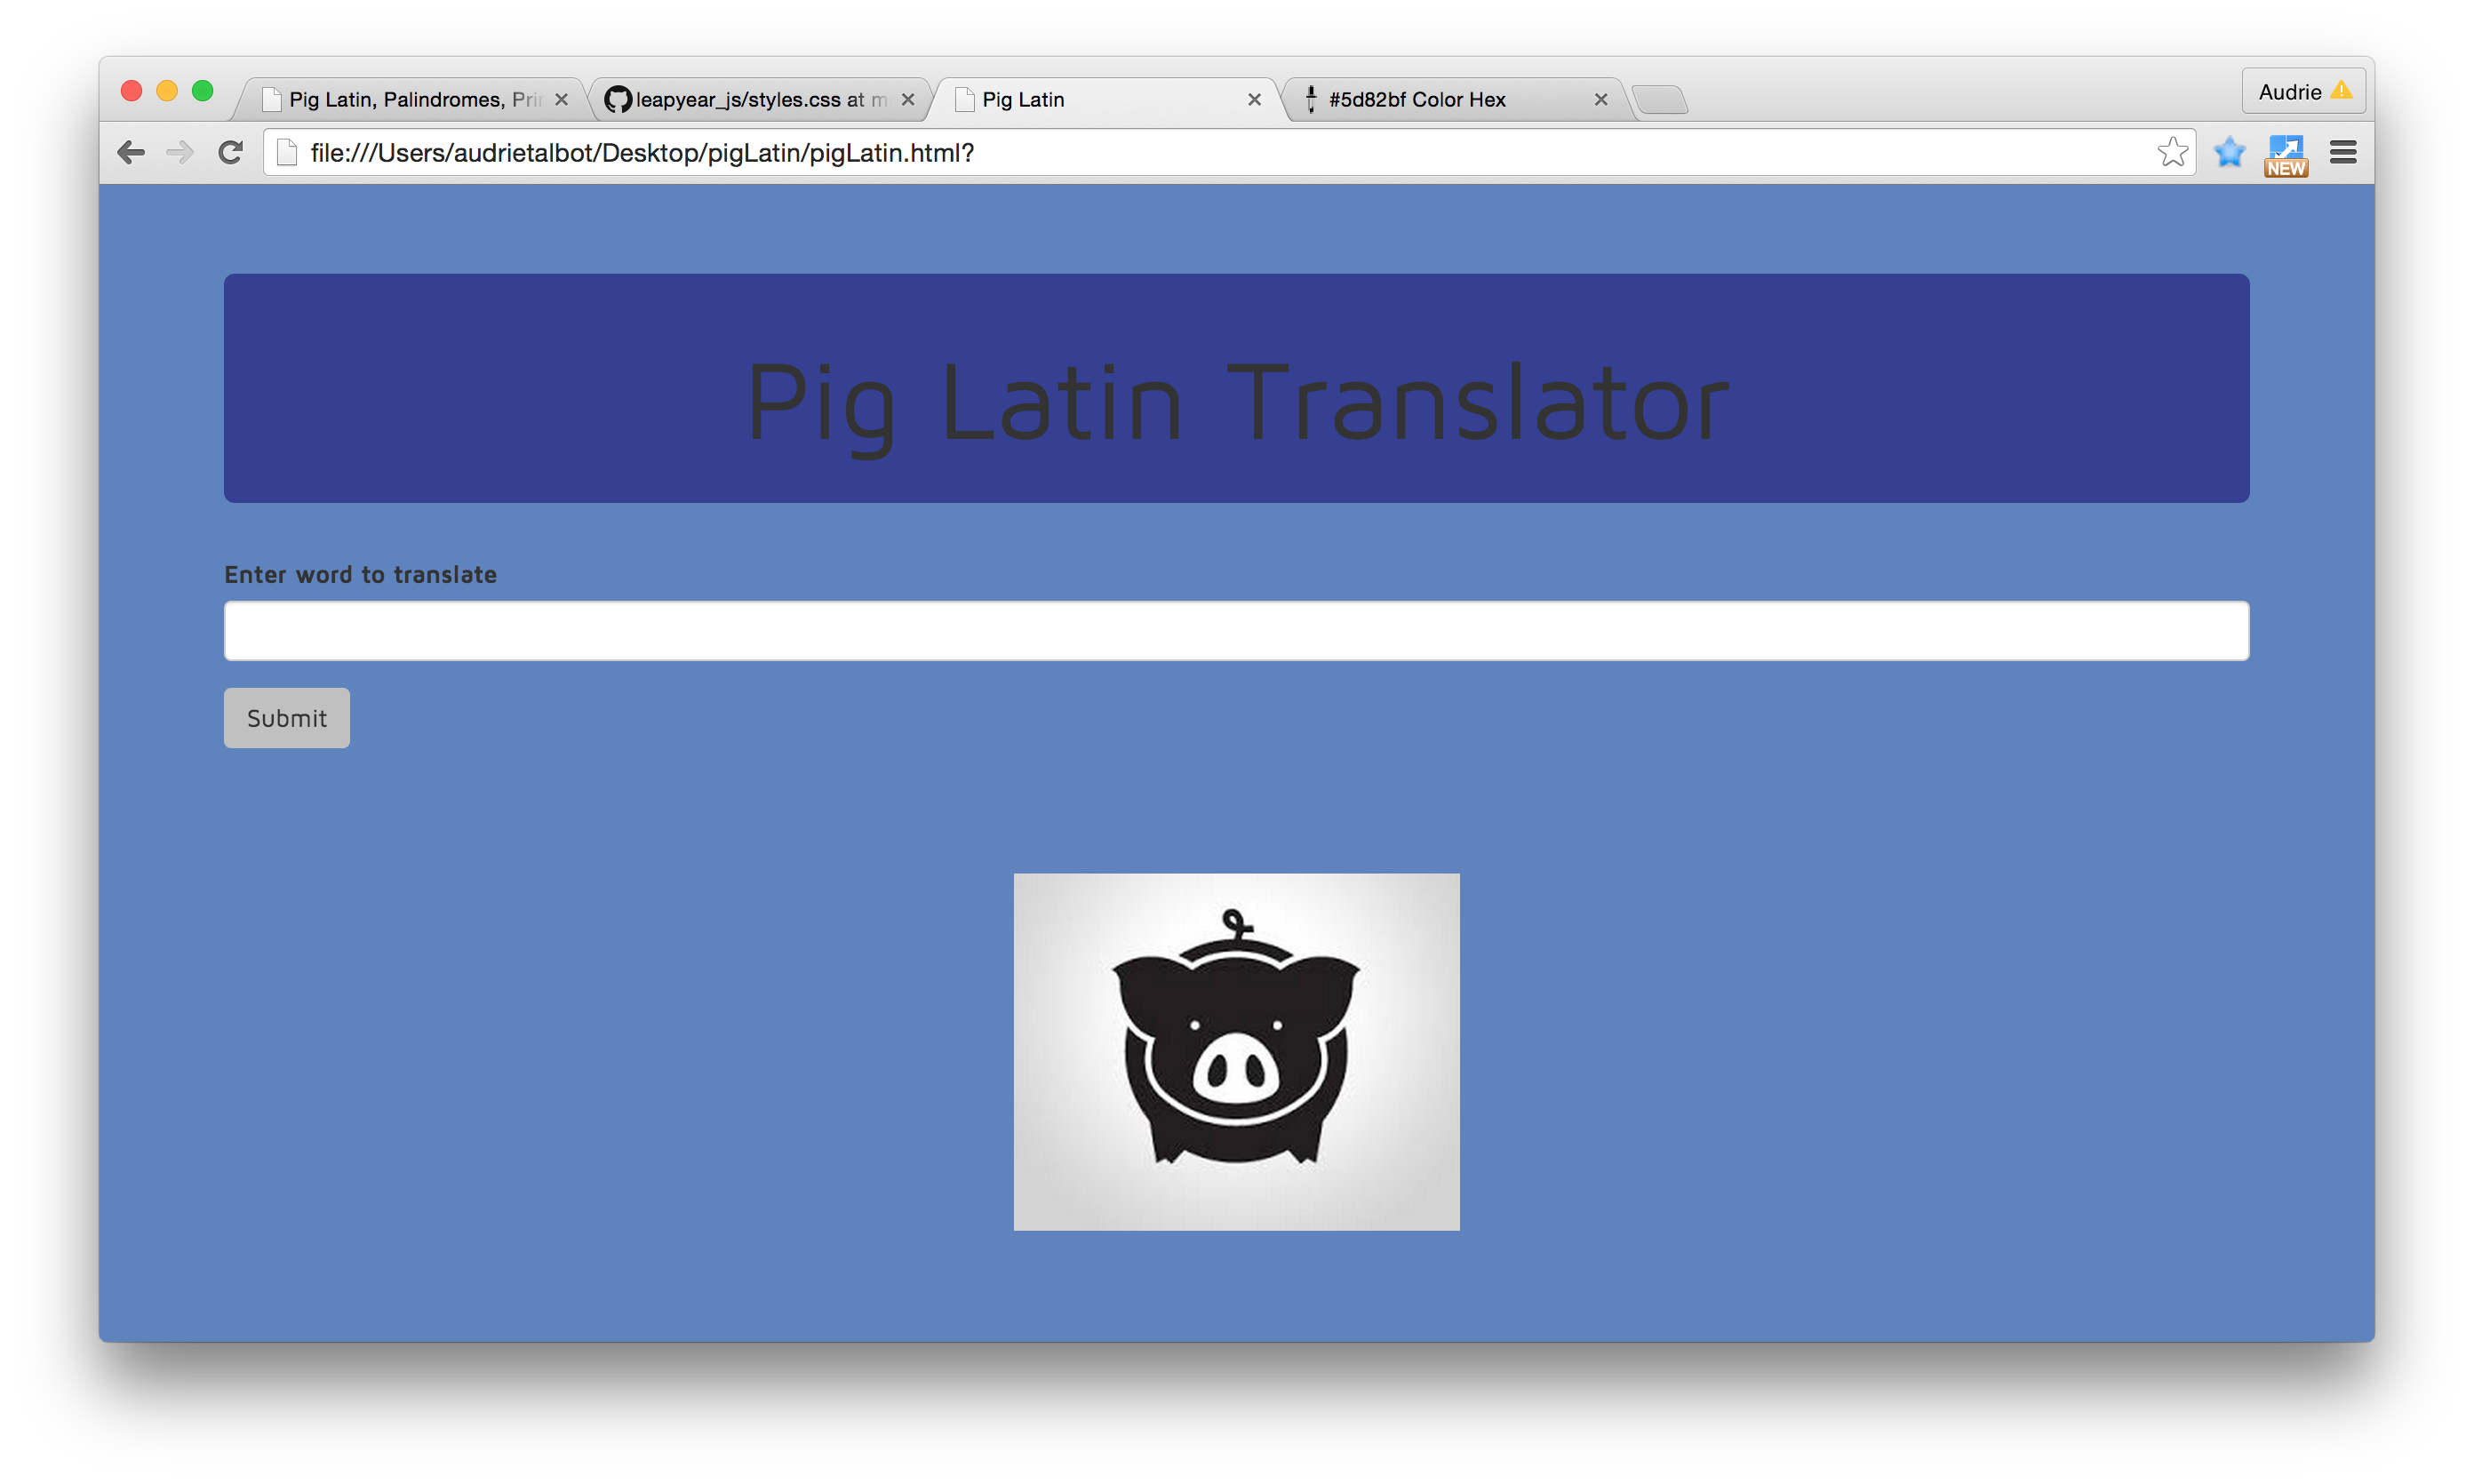 Pig Latin, Palindromes, Pri
leapyear_js/styles.css at m
Pig Latin
#5d82bf Color Hex
Audrie
file:///Users/audrietalbot/Desktop/pigLatin/pigLatin.html?
NEW
Pig Latin Translator
Enter word to translate
Submit